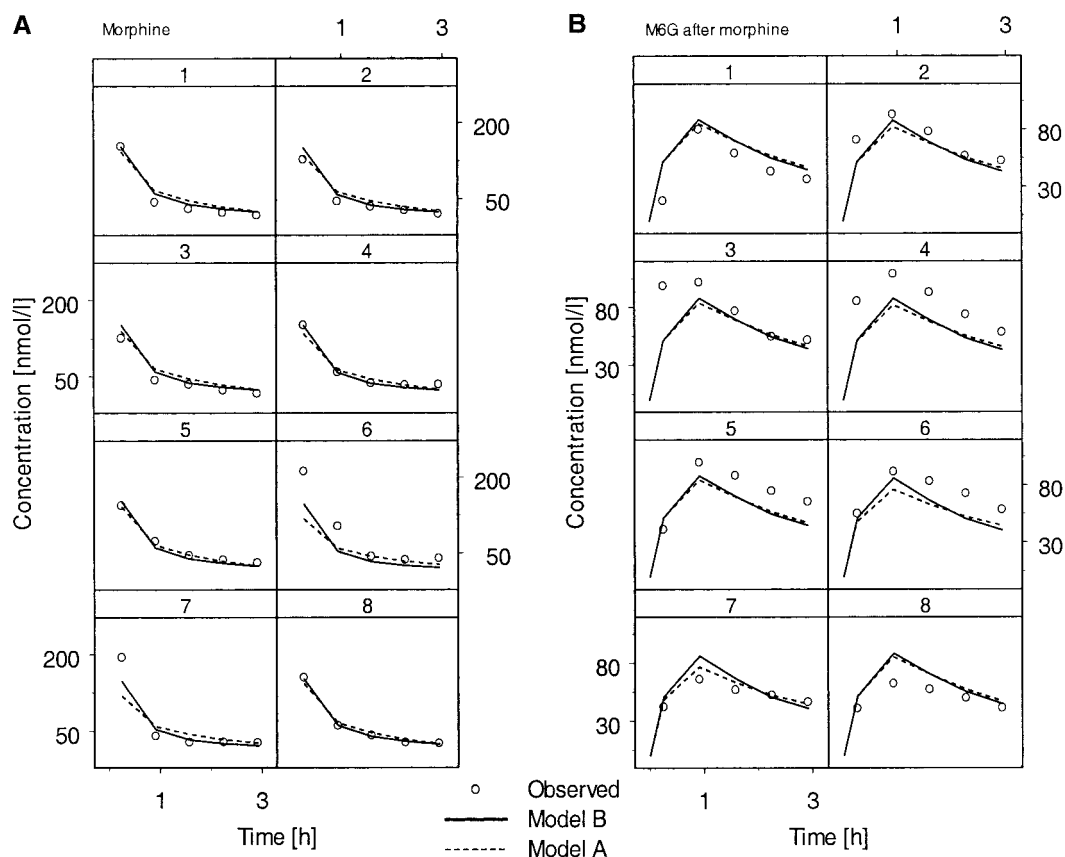 A Morphine 1 3
1 2
200
50
3 4
200
50
5 6
200
50
7 8
200
50
1 3
Time [h]
Concentration [nmol/l]
B M6G after morphine 1 3
1 2
80
30
3 4
80
30
5 6
80
30
7 8
80
30
1 3
Time [h]
Concentration [nmol/l]
Observed
Model B
Model A